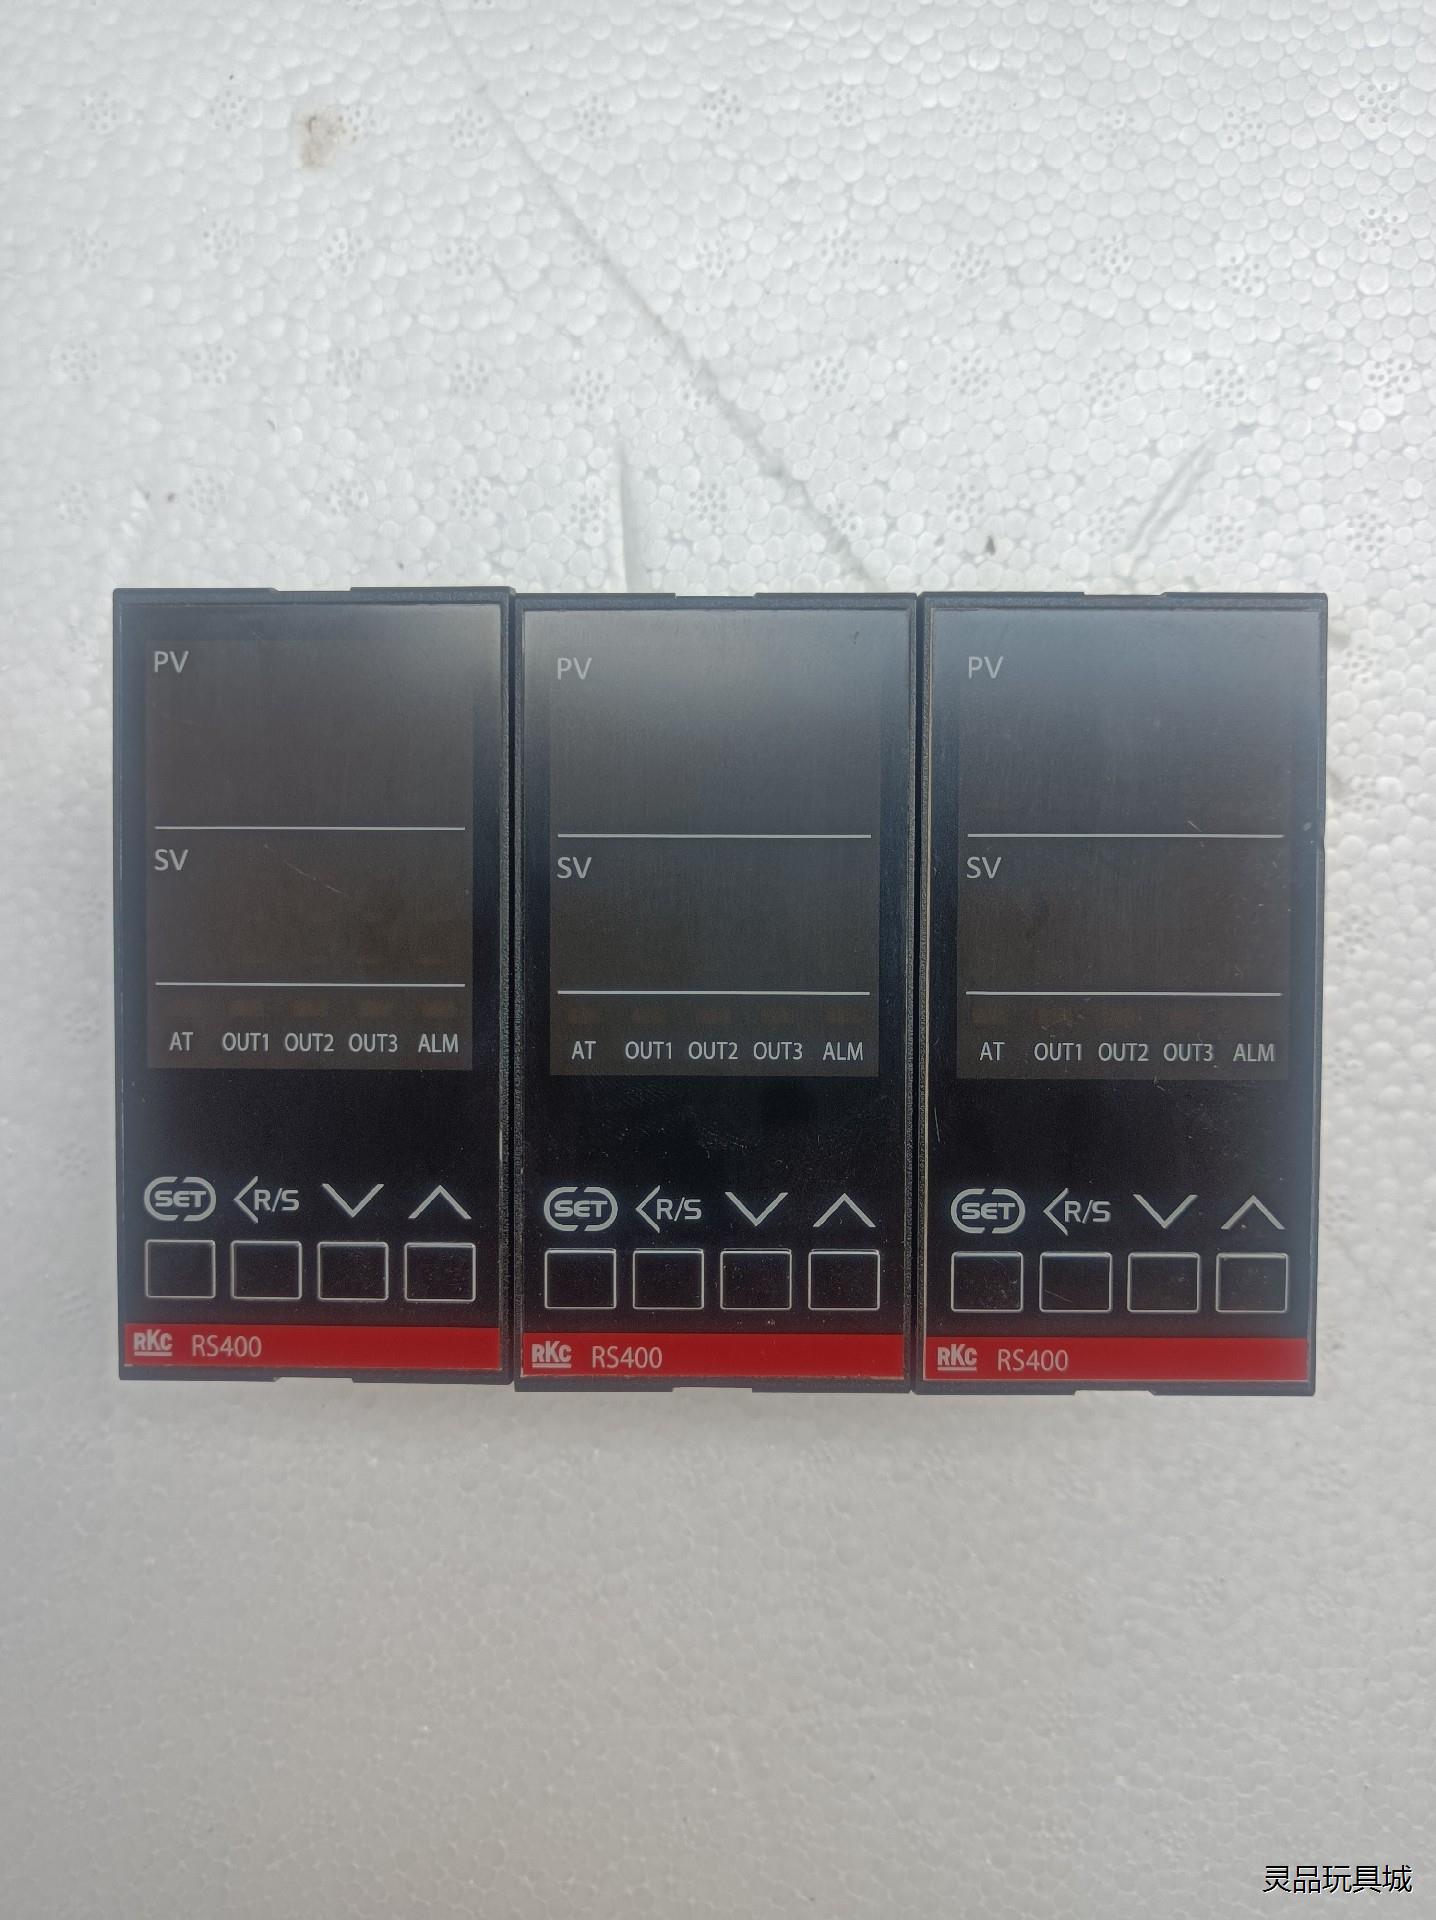 PV
SV
AT OUT1 OUT2 OUT3 ALM
SET <R/S
RKC RS400
PV
SV
AT OUT1 OUT2 OUT3 ALM
SET <R/S
RKC RS400
PV
SV
AT OUT1 OUT2 OUT3 ALM
SET <R/S
RKC RS400
灵品玩具城